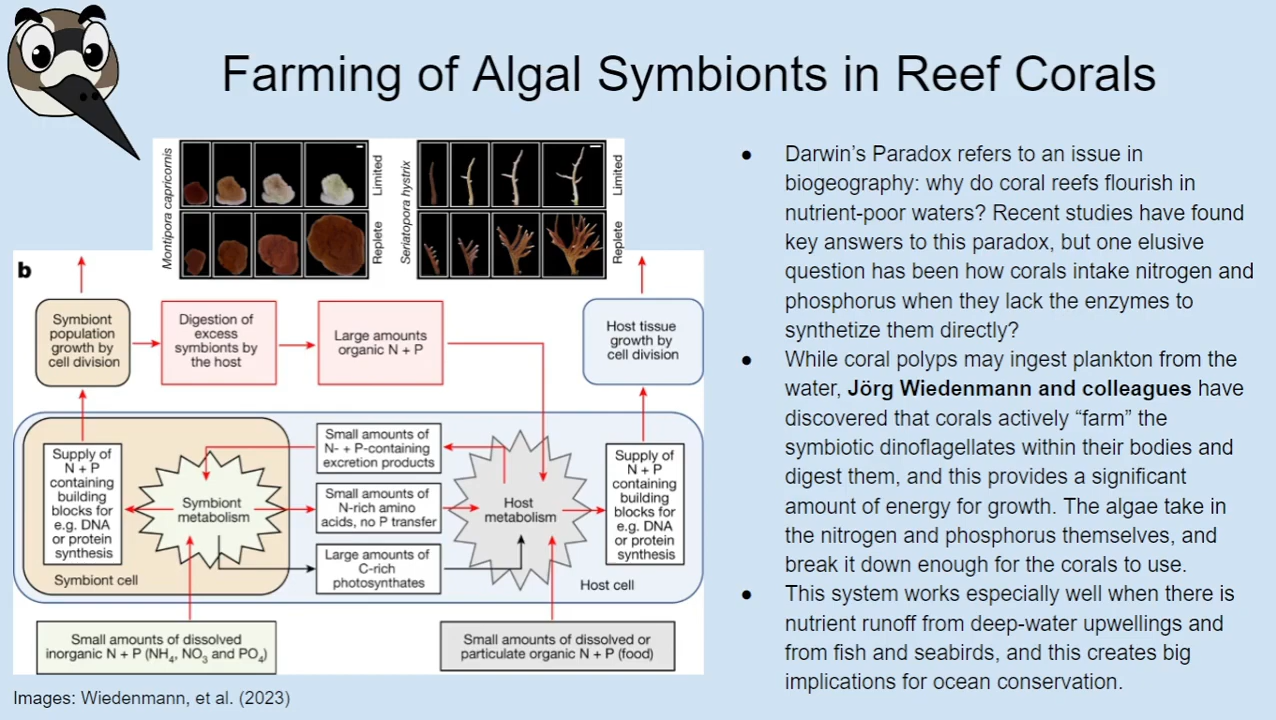 Farming of Algal Symbionts in Reef Corals
Montipora capricornis
Limited
Replete
Seriatopora hystrix
Limited
Replete
b
Symbiont
population
growth by
cell division
Digestion of
excess
symbionts by
the host
Large amounts
organic N + P
Host tissue
growth by
cell division
Supply of
N + P
containing
building
blocks for
e.g. DNA
or protein
synthesis
Symbiont
metabolism
Symbiont cell
Small amounts of
N- + P-containing
excretion products
Small amounts of
N-rich amino
acids, no P transfer
Large amounts of
C-rich
photosynthates
Host
metabolism
Supply of
N + P
containing
building
blocks for
e.g. DNA
or protein
synthesis
Host cell
Small amounts of dissolved
inorganic N + P (NH₄, NO₃ and PO₄)
Small amounts of dissolved or
particulate organic N + P (food)
Images: Wiedenmann, et al. (2023)
● Darwin's Paradox refers to an issue in
biogeography: why do coral reefs flourish in
nutrient-poor waters? Recent studies have found
key answers to this paradox, but one elusive
question has been how corals intake nitrogen and
phosphorus when they lack the enzymes to
synthetize them directly?
● While coral polyps may ingest plankton from the
water, Jörg Wiedenmann and colleagues have
discovered that corals actively “farm” the
symbiotic dinoflagellates within their bodies and
digest them, and this provides a significant
amount of energy for growth. The algae take in
the nitrogen and phosphorus themselves, and
break it down enough for the corals to use.
● This system works especially well when there is
nutrient runoff from deep-water upwellings and
from fish and seabirds, and this creates big
implications for ocean conservation.